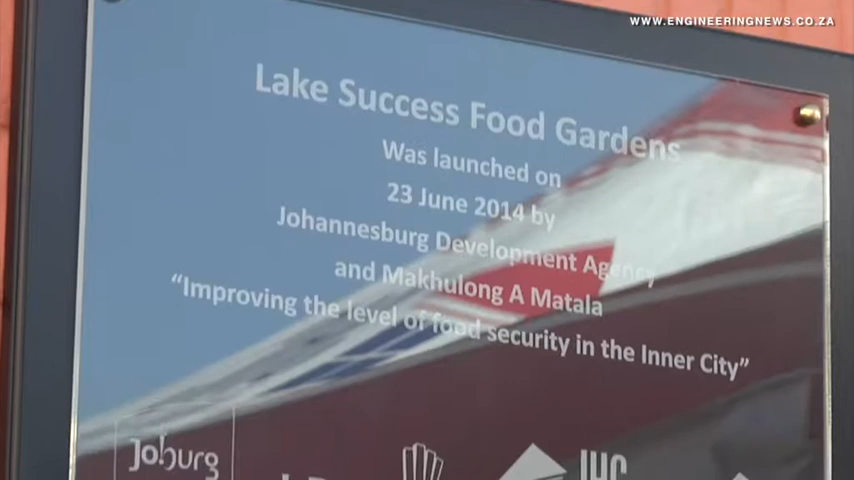 WWW.ENGINEERINGNEWS.CO.ZA
Lake Success Food Gardens
Was launched on
23 June 2014 by
Johannesburg Development Agency
and Makhulong A Matala
“Improving the level of food security in the Inner City”
Joburg